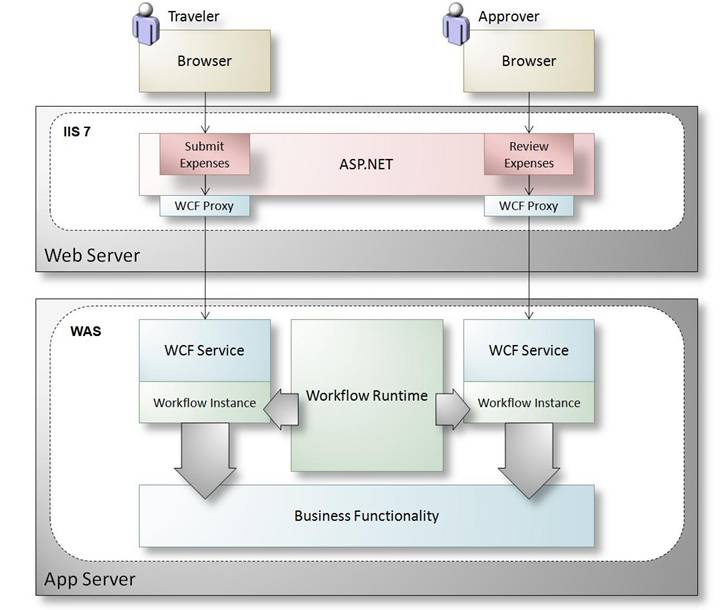 Traveler
Approver
Browser
Browser
IIS 7
Submit
Expenses
ASP.NET
Review
Expenses
WCF Proxy
WCF Proxy
Web Server
WAS
WCF Service
WCF Service
Workflow Runtime
Workflow Instance
Workflow Instance
Business Functionality
App Server